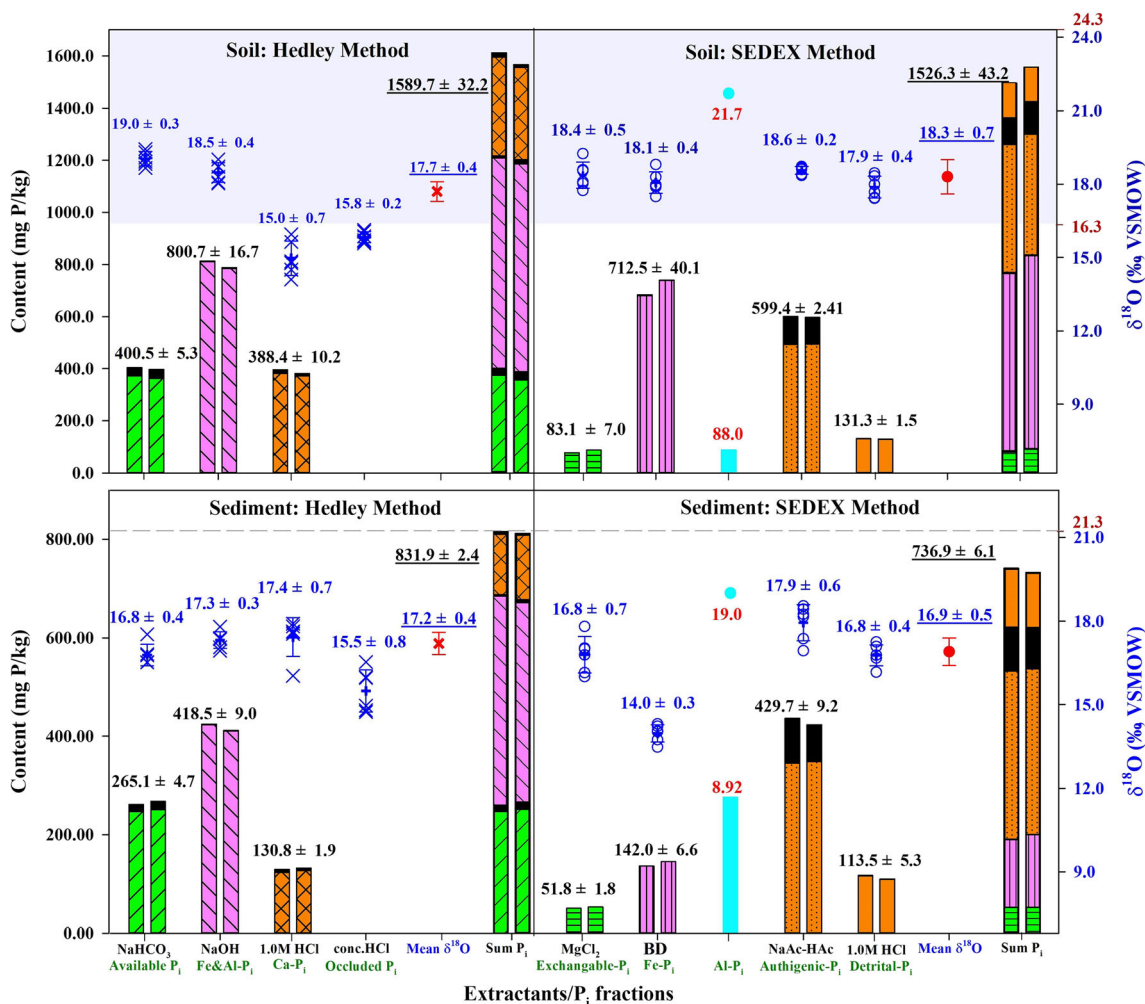 24.3
Soil: Hedley Method
Soil: SEDEX Method
1600.0
1400.0
1200.0
1000.0
800.0
600.0
400.0
200.0
0.0
Content (mg P/kg)
19.0 ± 0.3
18.5 ± 0.4
15.0 ± 0.7
15.8 ± 0.2
17.7 ± 0.4
1589.7 ± 32.2
400.5 ± 5.3
800.7 ± 16.7
388.4 ± 10.2
18.4 ± 0.5
18.1 ± 0.4
21.7
18.6 ± 0.2
17.9 ± 0.4
18.3 ± 0.7
1526.3 ± 43.2
83.1 ± 7.0
712.5 ± 40.1
88.0
599.4 ± 2.41
131.3 ± 1.5
24.0
21.0
18.0
16.3
15.0
12.0
9.0
δ¹⁸O (‰, VSMOW)
Sediment: Hedley Method
Sediment: SEDEX Method
21.3
800.00
600.00
400.00
200.00
0.00
Content (mg P/kg)
16.8 ± 0.4
17.3 ± 0.3
17.4 ± 0.7
15.5 ± 0.8
17.2 ± 0.4
831.9 ± 2.4
265.1 ± 4.7
418.5 ± 9.0
130.8 ± 1.9
16.8 ± 0.7
14.0 ± 0.3
19.0
17.9 ± 0.6
16.8 ± 0.4
16.9 ± 0.5
736.9 ± 6.1
51.8 ± 1.8
142.0 ± 6.6
8.92
429.7 ± 9.2
113.5 ± 5.3
21.0
18.0
15.0
12.0
9.0
δ¹⁸O (‰, VSMOW)
NaHCO₃ NaOH 1.0M HCl conc.HCl Mean δ¹⁸O Sum Pᵢ MgCl₂ BD NaAc-HAc 1.0M HCl Mean δ¹⁸O Sum Pᵢ
Available Pᵢ Fe&Al-Pᵢ Ca-Pᵢ Occluded Pᵢ Exchangable-Pᵢ Fe-Pᵢ Al-Pᵢ Authigenic-Pᵢ Detrital-Pᵢ
Extractants/Pᵢ fractions